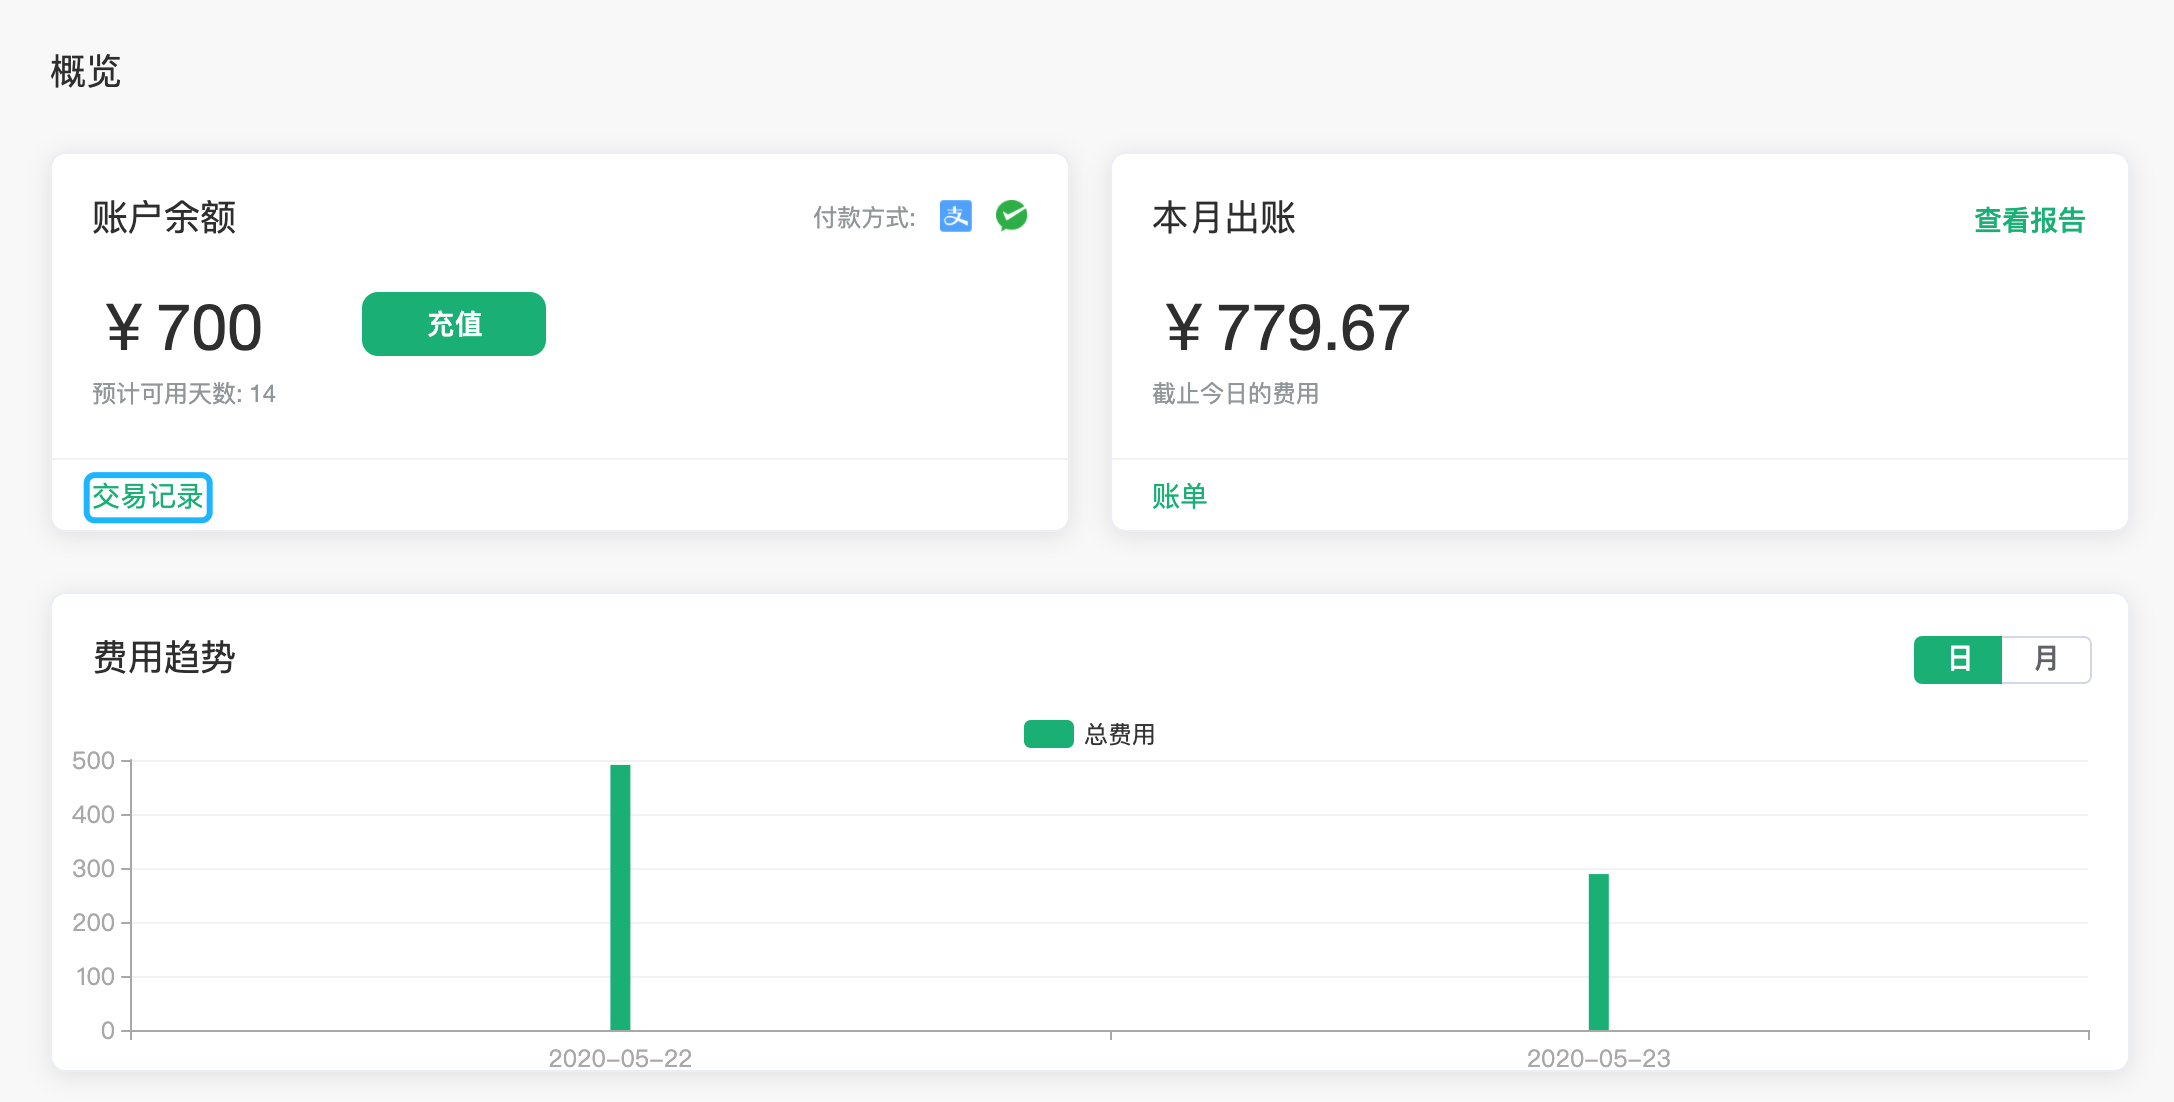 概览
账户余额
付款方式:
支
¥ 700
充值
预计可用天数: 14
交易记录
本月出账
查看报告
¥ 779.67
截止今日的费用
账单
费用趋势
日
月
总费用
500
400
300
200
100
0
2020-05-22
2020-05-23